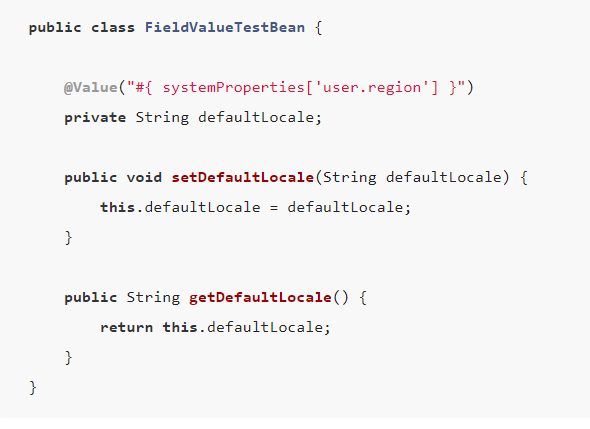 public class FieldValueTestBean {
@Value("#{ systemProperties['user.region'] }")
private String defaultLocale;
public void setDefaultLocale(String defaultLocale) {
this.defaultLocale = defaultLocale;
}
public String getDefaultLocale() {
return this.defaultLocale;
}
}